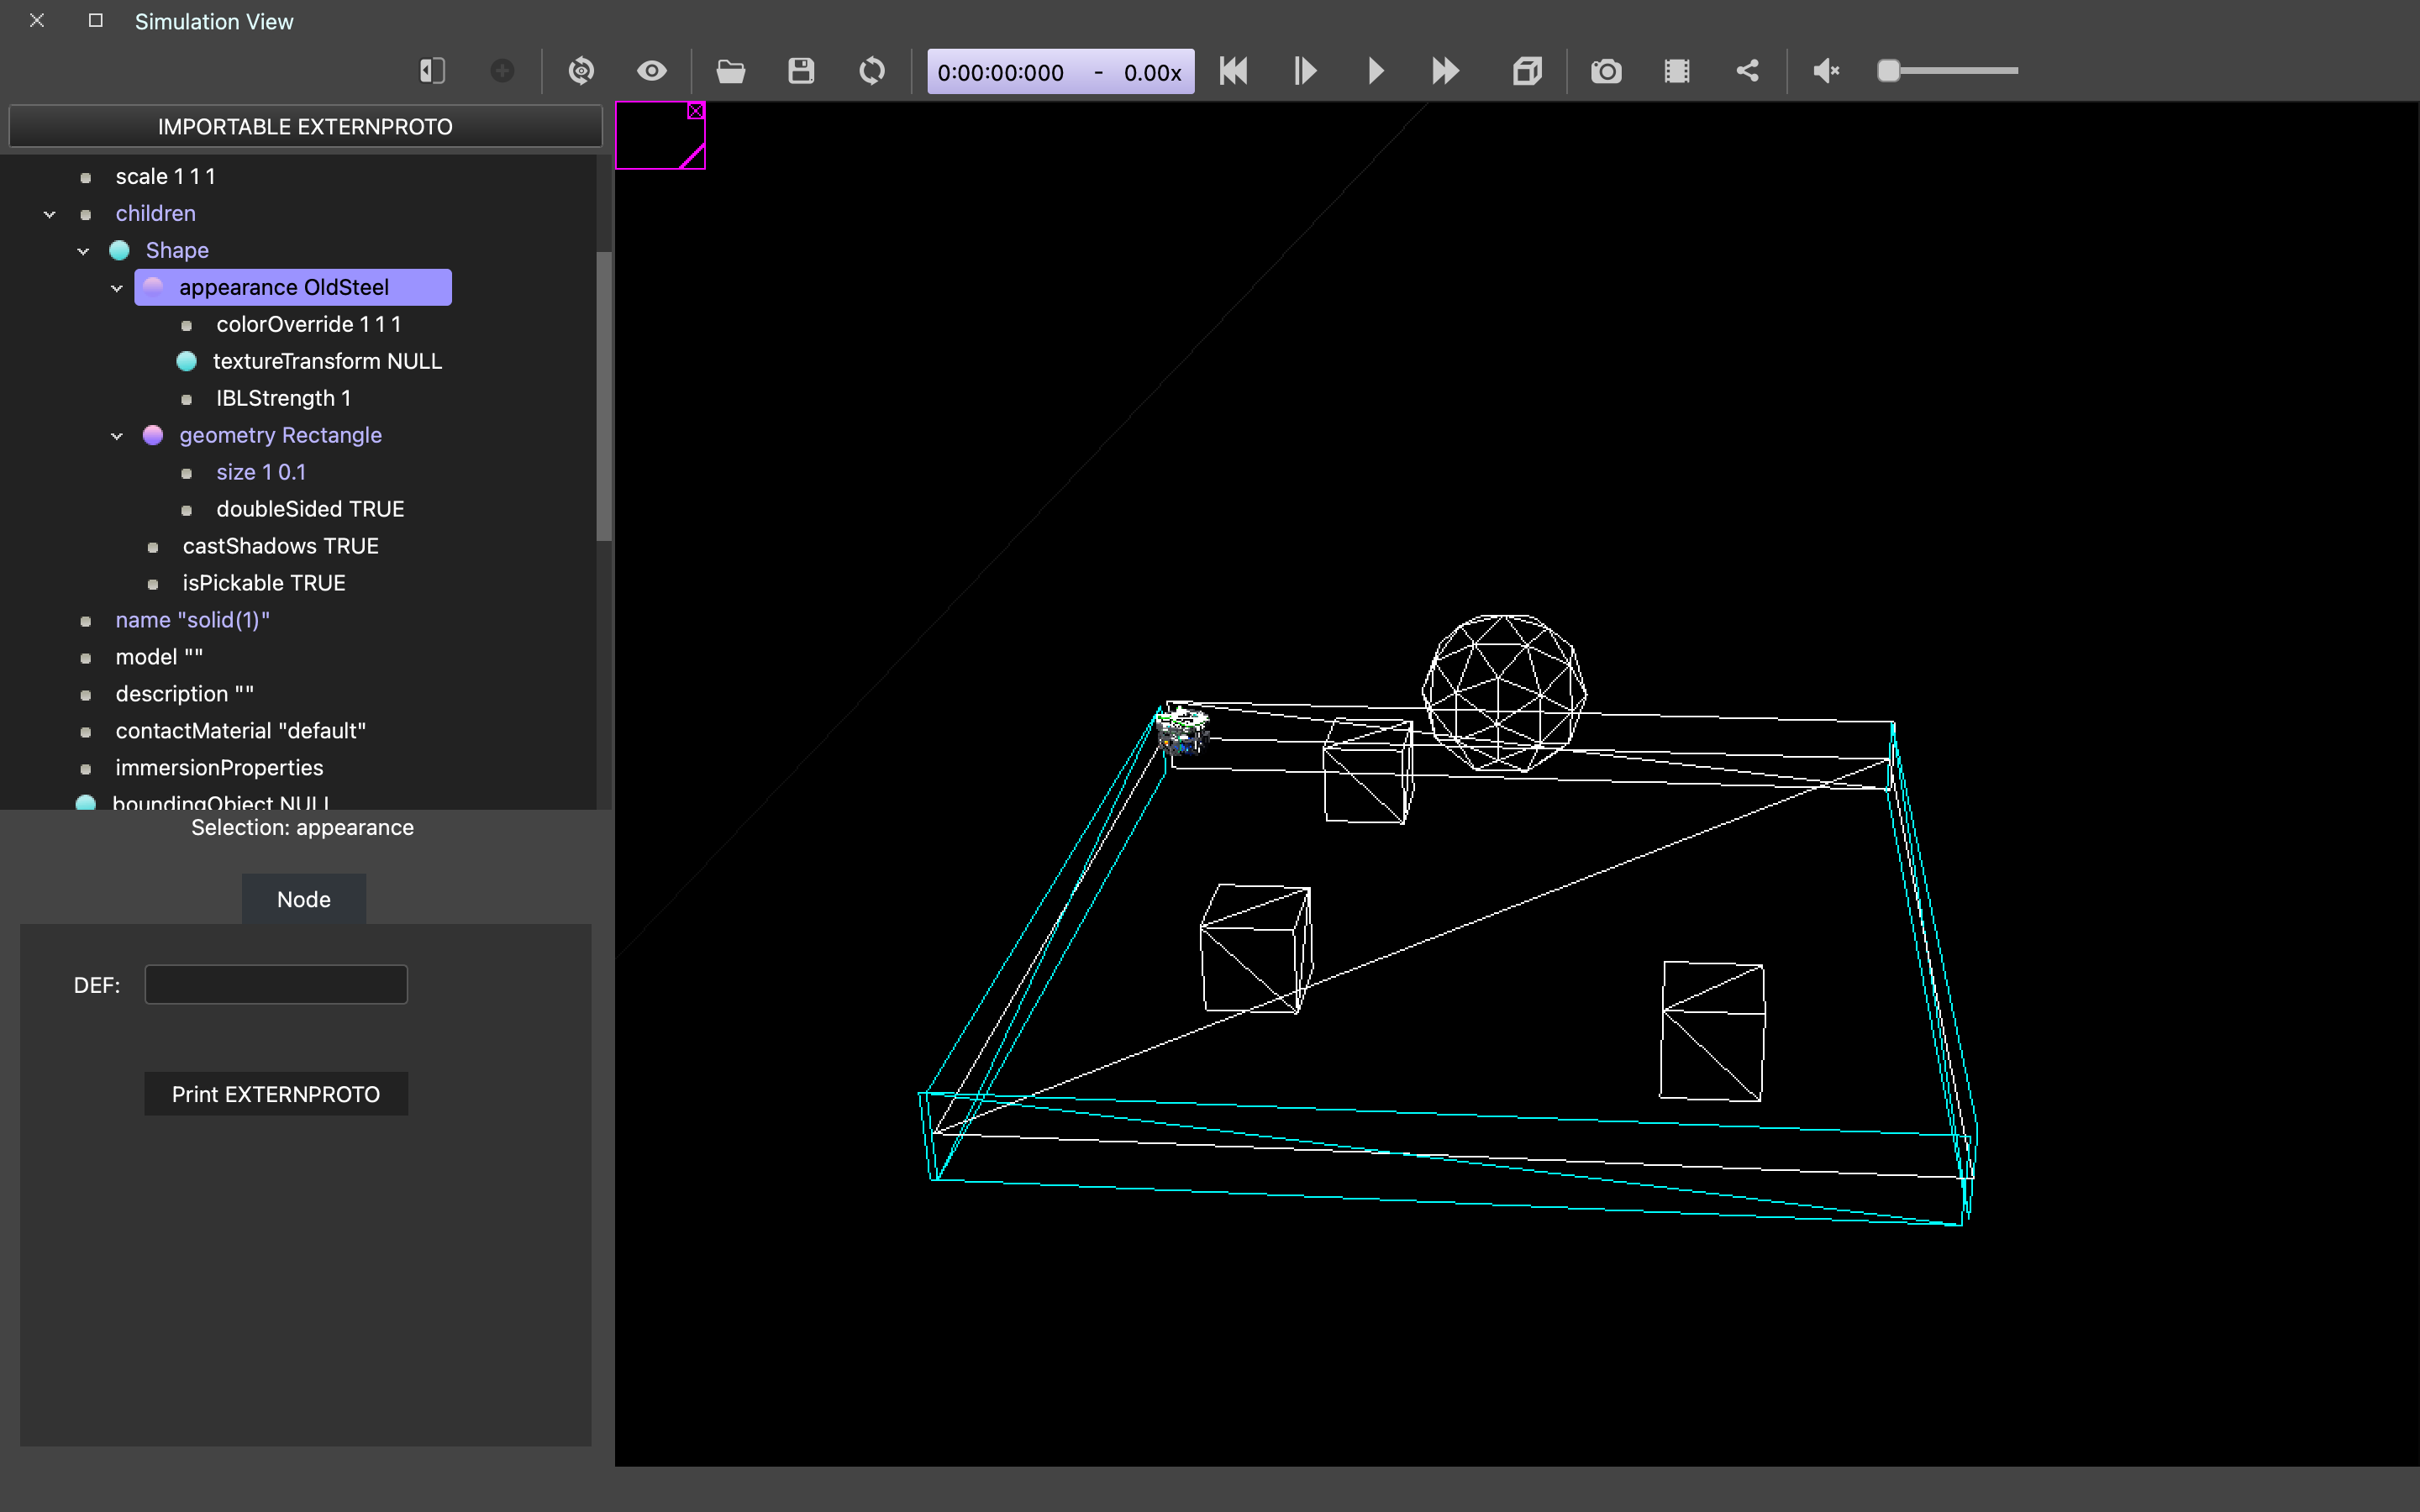 Simulation View
0:00:00:000 - 0.00x
IMPORTABLE EXTERNPROTO
scale 1 1 1
children
Shape
appearance OldSteel
colorOverride 1 1 1
textureTransform NULL
IBLStrength 1
geometry Rectangle
size 1 0.1
doubleSided TRUE
castShadows TRUE
isPickable TRUE
name "solid(1)"
model ""
description ""
contactMaterial "default"
immersionProperties
boundingObject NULL
Selection: appearance
Node
DEF:
Print EXTERNPROTO